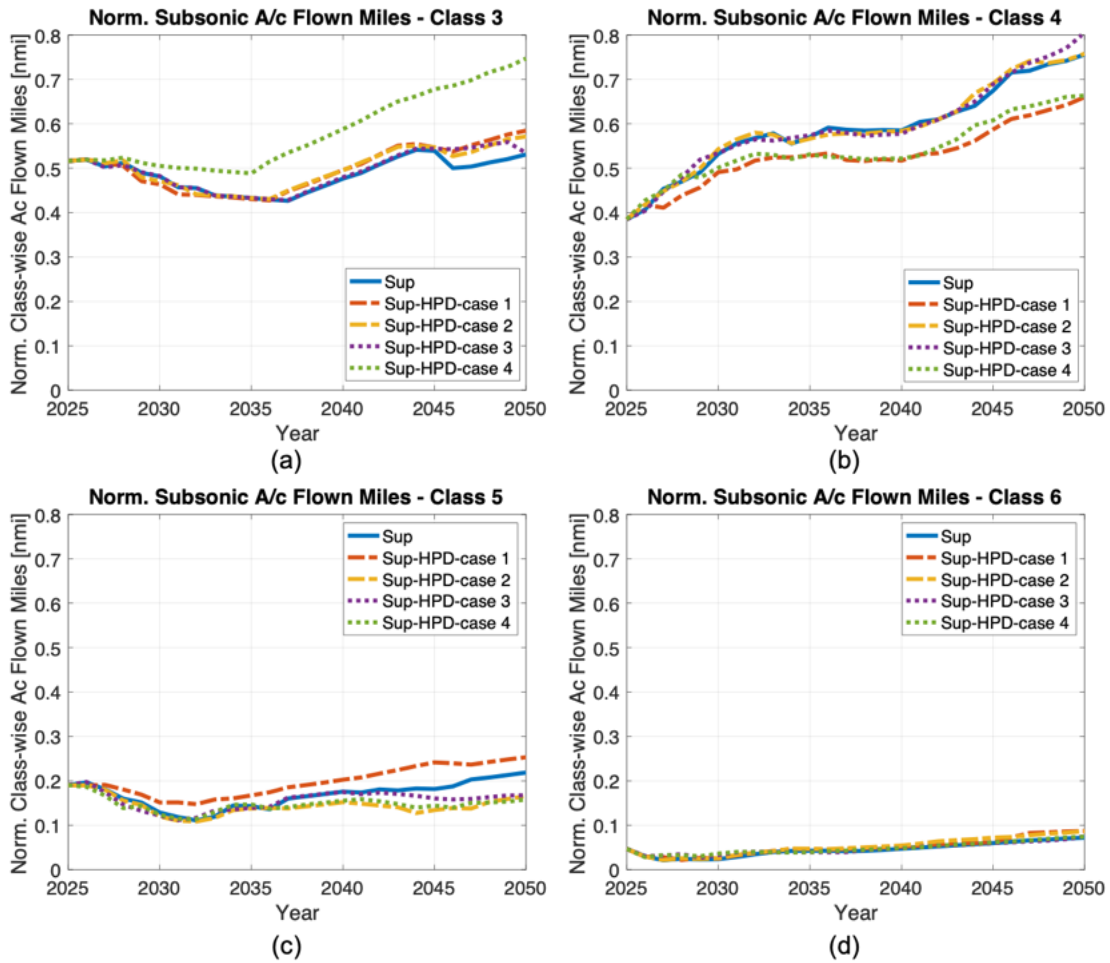 Norm. Subsonic A/c Flown Miles - Class 3
Norm. Class-wise Ac Flown Miles [nmi]
0.8
0.7
0.6
0.5
0.4
0.3
0.2
0.1
0
Sup
Sup-HPD-case 1
Sup-HPD-case 2
Sup-HPD-case 3
Sup-HPD-case 4
2025 2030 2035 2040 2045 2050
Year
(a)
Norm. Subsonic A/c Flown Miles - Class 4
Norm. Class-wise Ac Flown Miles [nmi]
0.8
0.7
0.6
0.5
0.4
0.3
0.2
0.1
0
Sup
Sup-HPD-case 1
Sup-HPD-case 2
Sup-HPD-case 3
Sup-HPD-case 4
2025 2030 2035 2040 2045 2050
Year
(b)
Norm. Subsonic A/c Flown Miles - Class 5
Norm. Class-wise Ac Flown Miles [nmi]
0.8
0.7
0.6
0.5
0.4
0.3
0.2
0.1
0
Sup
Sup-HPD-case 1
Sup-HPD-case 2
Sup-HPD-case 3
Sup-HPD-case 4
2025 2030 2035 2040 2045 2050
Year
(c)
Norm. Subsonic A/c Flown Miles - Class 6
Norm. Class-wise Ac Flown Miles [nmi]
0.8
0.7
0.6
0.5
0.4
0.3
0.2
0.1
0
Sup
Sup-HPD-case 1
Sup-HPD-case 2
Sup-HPD-case 3
Sup-HPD-case 4
2025 2030 2035 2040 2045 2050
Year
(d)